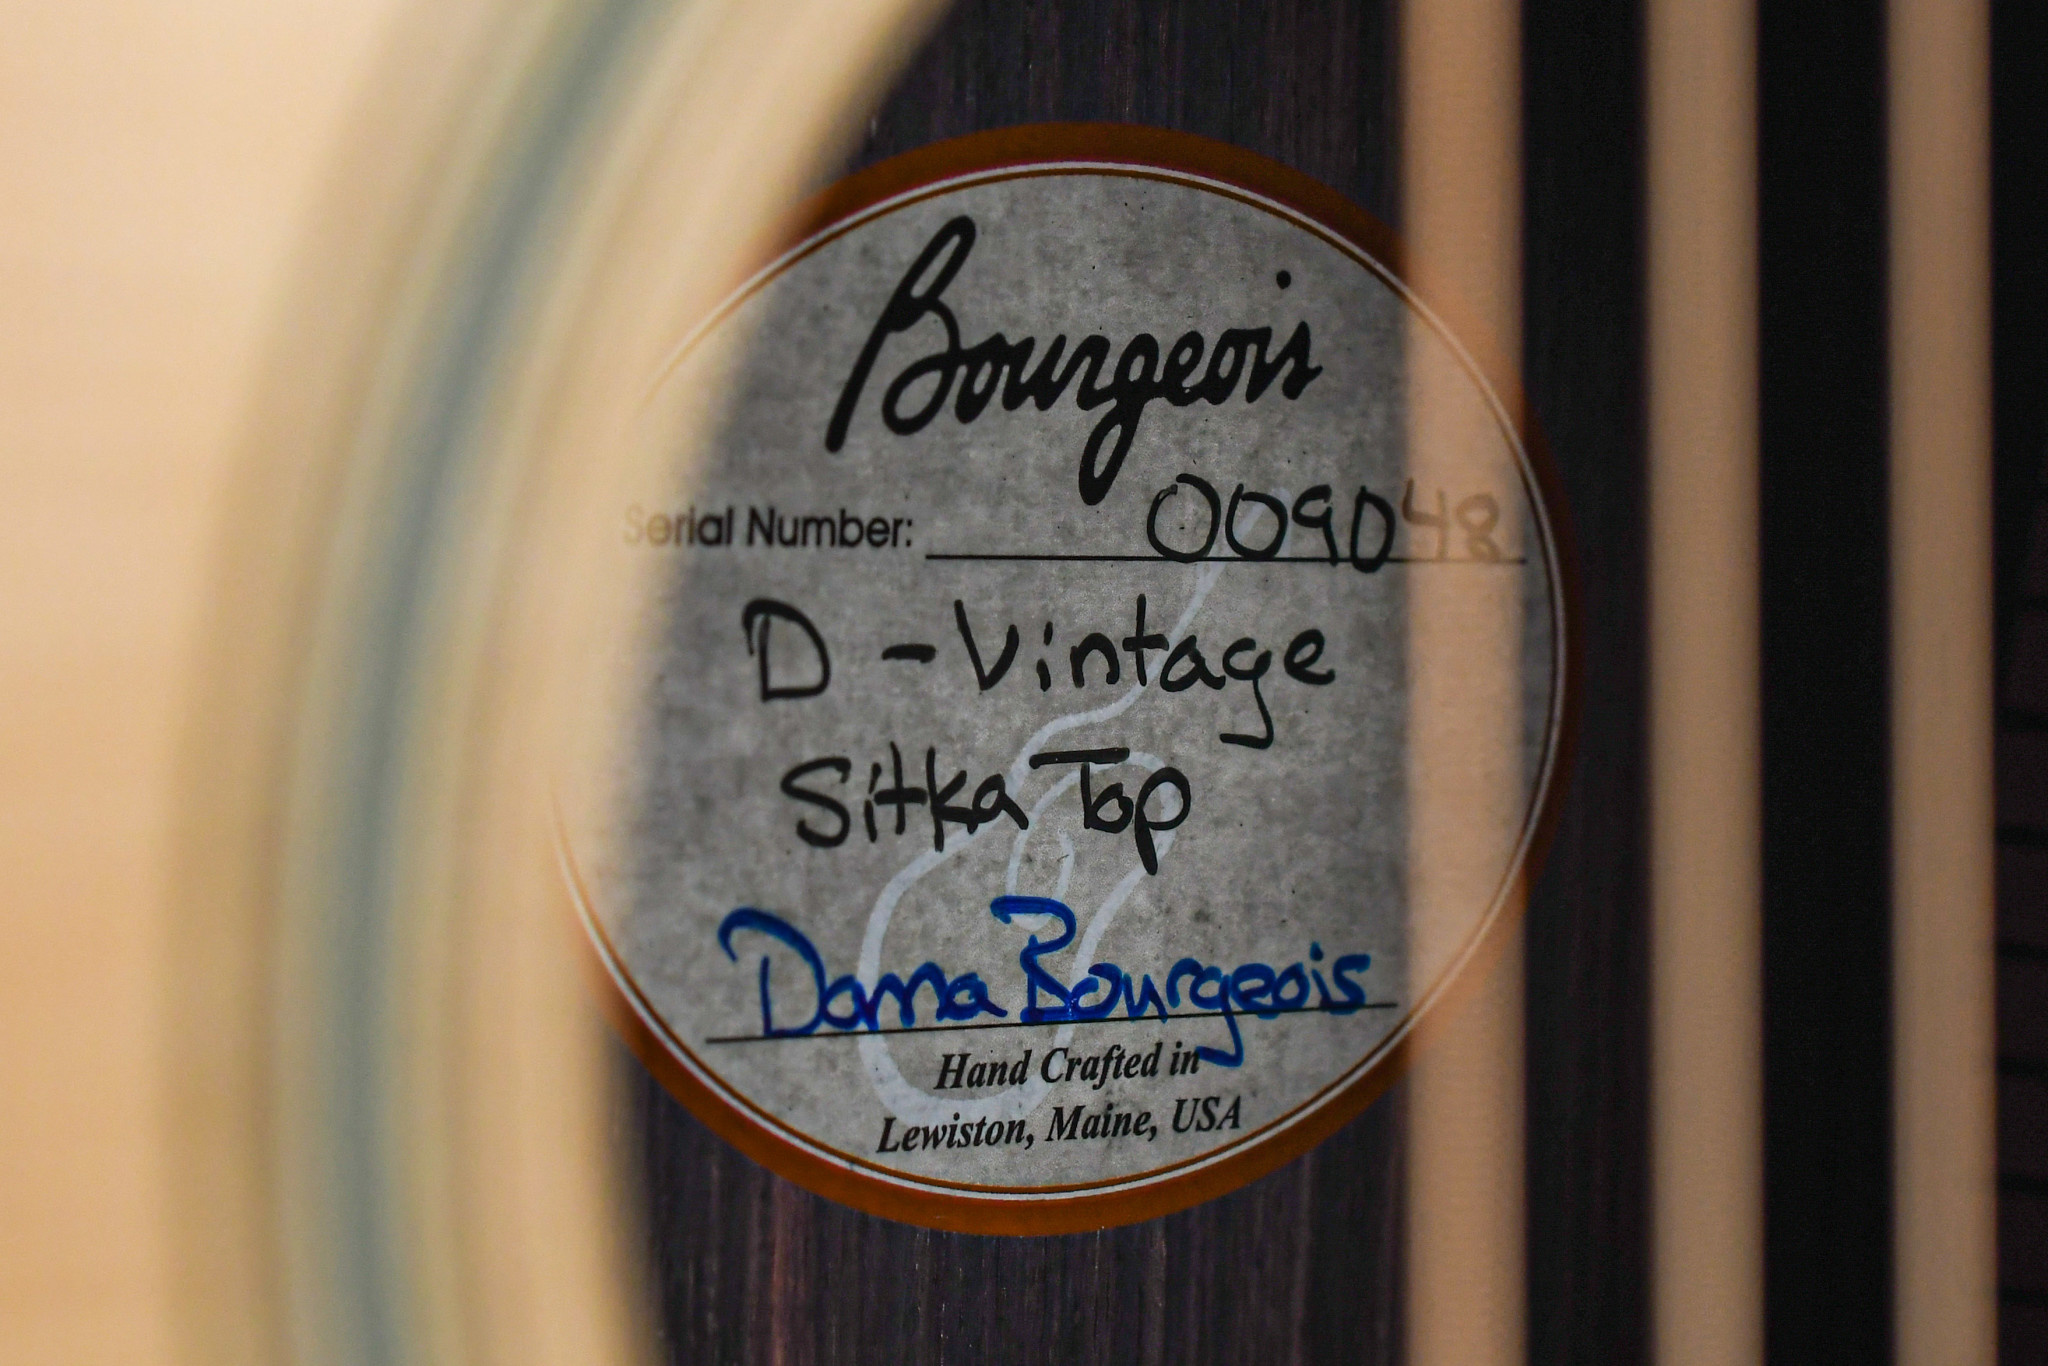 Bourgeois
Serial Number: 009048
D - Vintage
Sitka Top
Dana Bourgeois
Hand Crafted in
Lewiston, Maine, USA